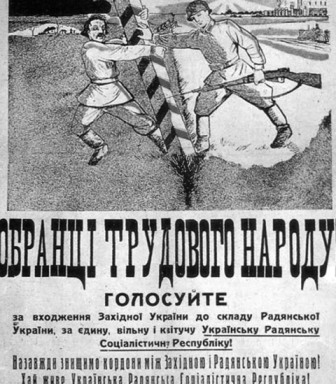 ОБРАНЦІ ТРУДОВОГО НАРОДУ
ГОЛОСУЙТЕ
за входження Західної України до складу Радянської
України, за єдину, вільну і квітучу Українську Радянську
Соціалістичну Республіку!
Назавжди знищимо кордони між Західною і Радянською Україною!
Хай живе Українська Радянська Соціалістична Республіка!